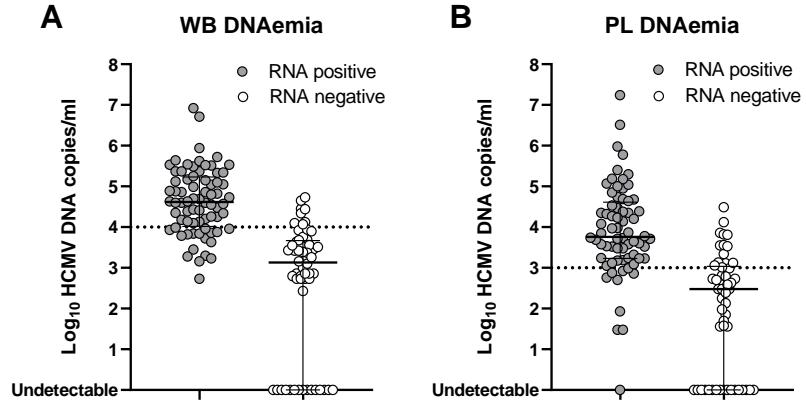 A
WB DNAemia
Log10 HCMV DNA copies/ml
8
7
6
5
4
3
2
1
Undetectable
RNA positive
RNA negative
B
PL DNAemia
Log10 HCMV DNA copies/ml
8
7
6
5
4
3
2
1
Undetectable
RNA positive
RNA negative